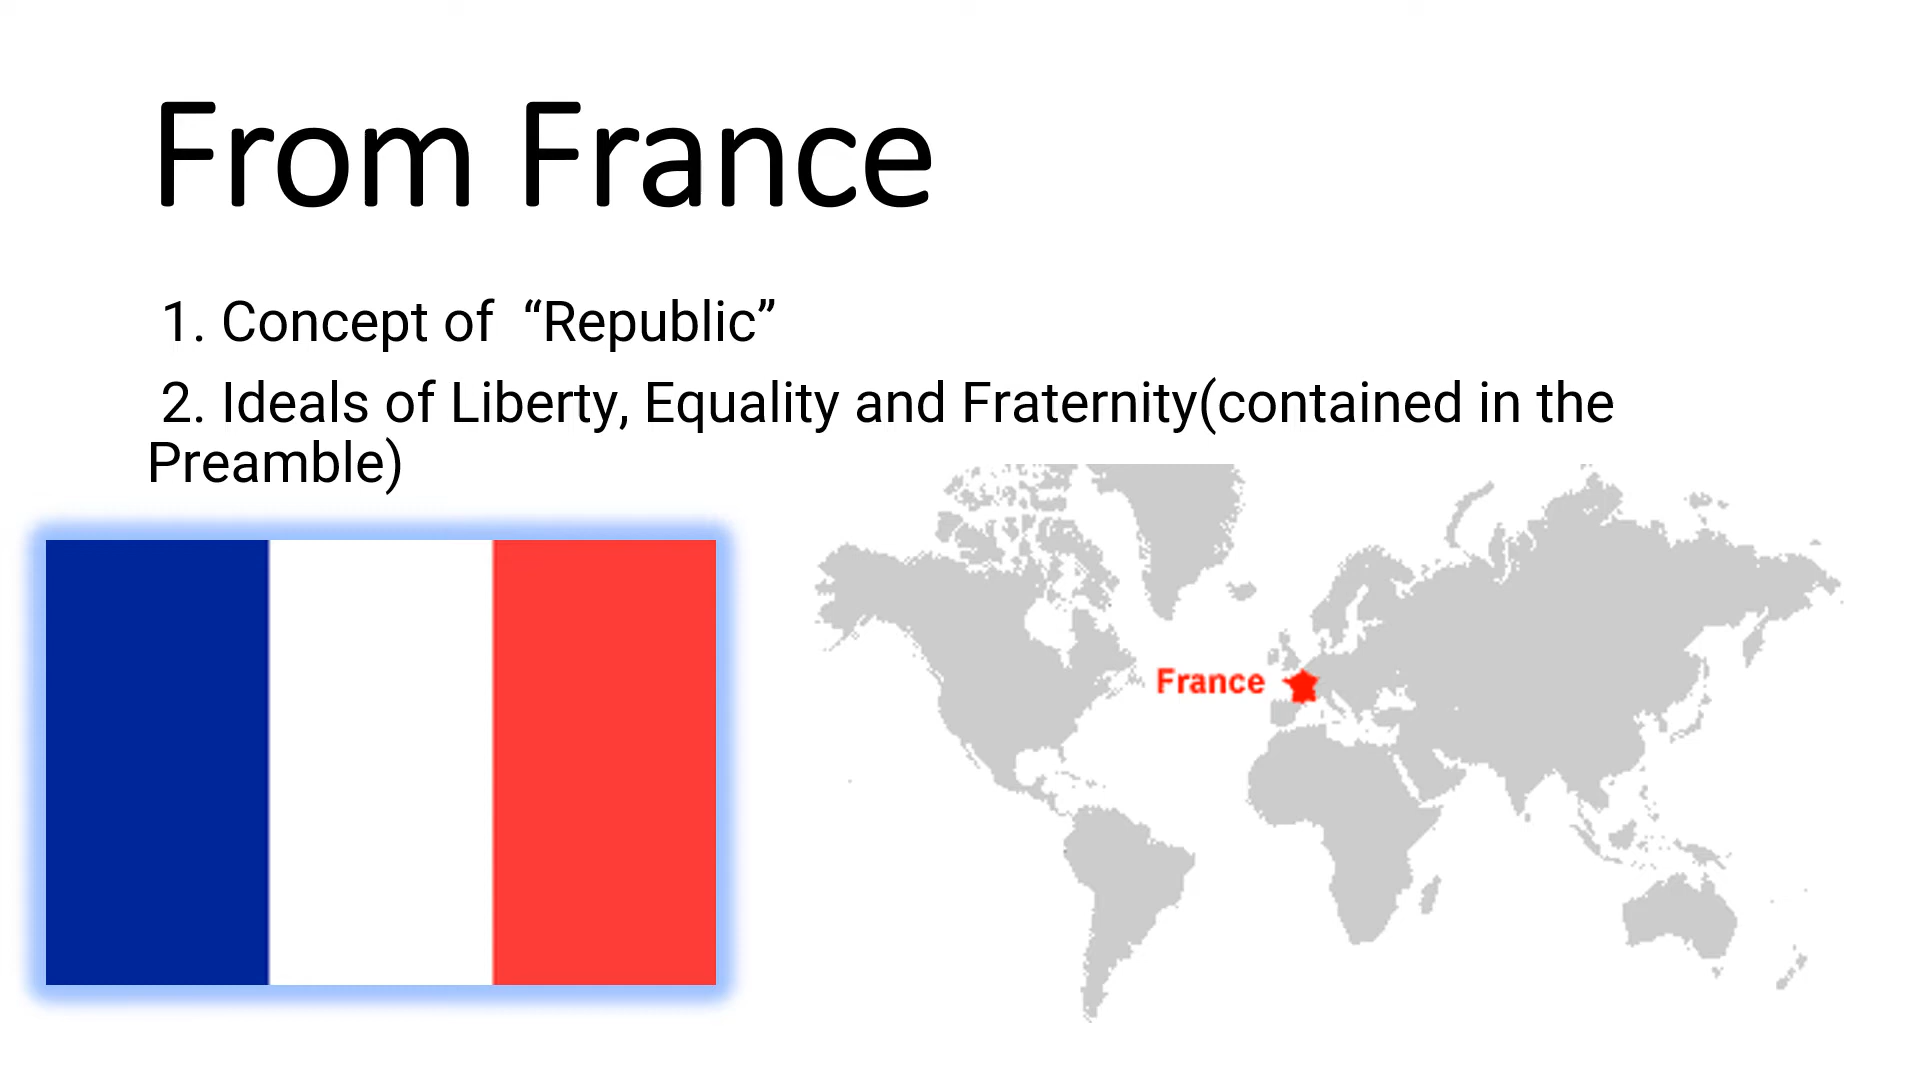 From France
1. Concept of  “Republic”
2. Ideals of Liberty, Equality and Fraternity(contained in the
Preamble)
France